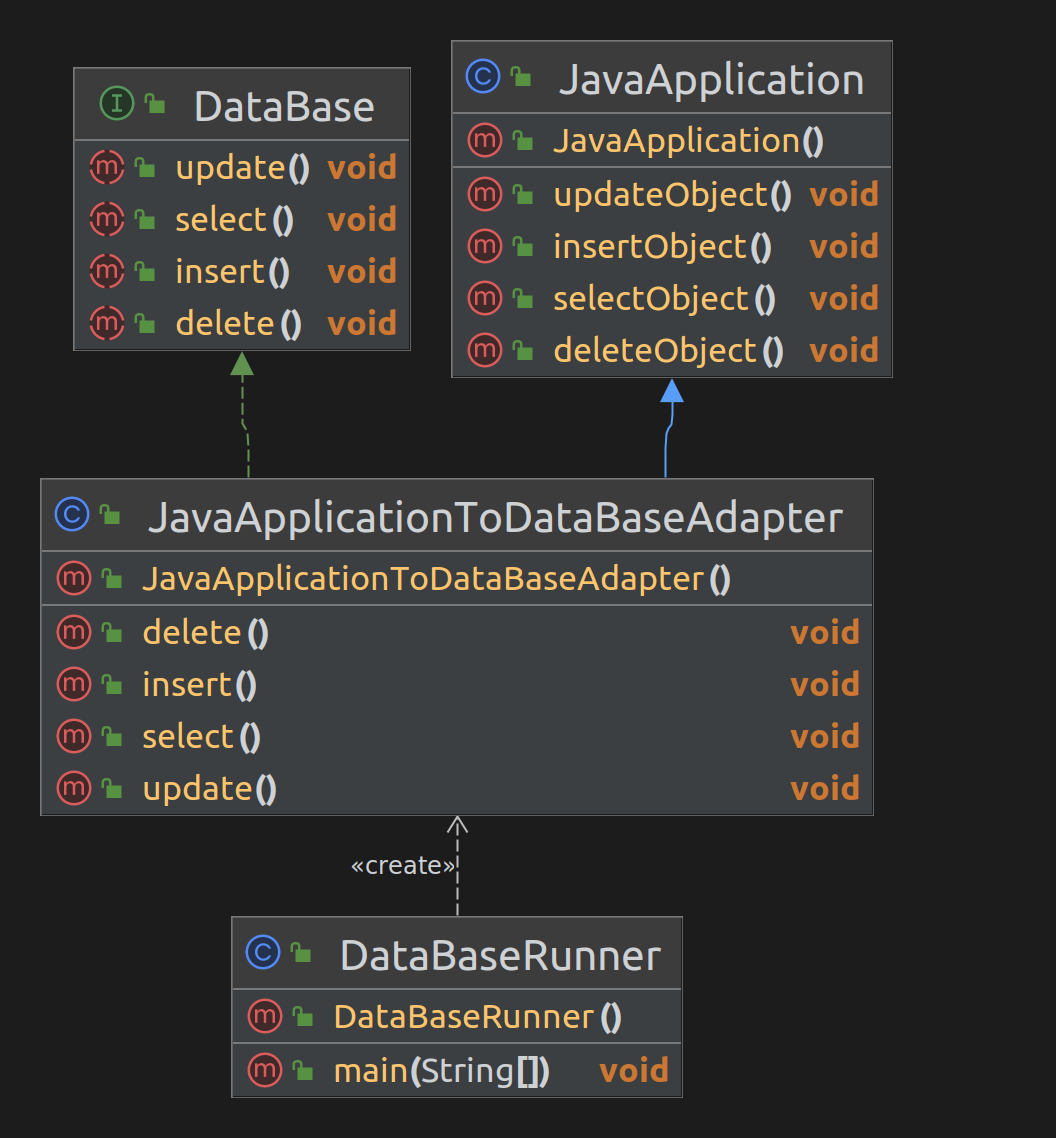 DataBase
update() void
select() void
insert() void
delete() void
JavaApplication
JavaApplication()
updateObject() void
insertObject() void
selectObject() void
deleteObject() void
JavaApplicationToDataBaseAdapter
JavaApplicationToDataBaseAdapter()
delete() void
insert() void
select() void
update() void
«create»
DataBaseRunner
DataBaseRunner()
main(String[]) void